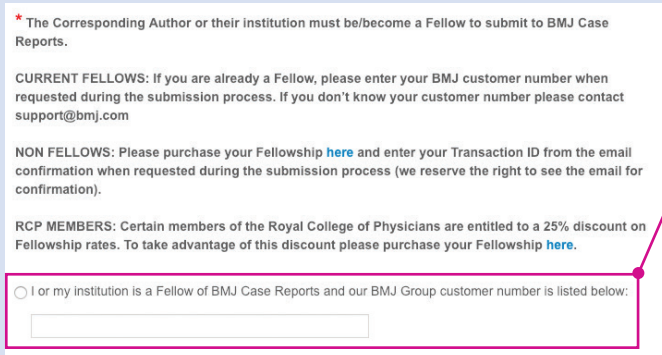 * The Corresponding Author or their institution must be/become a Fellow to submit to BMJ Case
Reports.
CURRENT FELLOWS: If you are already a Fellow, please enter your BMJ customer number when
requested during the submission process. If you don't know your customer number please contact
support@bmj.com
NON FELLOWS: Please purchase your Fellowship here and enter your Transaction ID from the email
confirmation when requested during the submission process (we reserve the right to see the email for
confirmation).
RCP MEMBERS: Certain members of the Royal College of Physicians are entitled to a 25% discount on
Fellowship rates. To take advantage of this discount please purchase your Fellowship here.
I or my institution is a Fellow of BMJ Case Reports and our BMJ Group customer number is listed below: